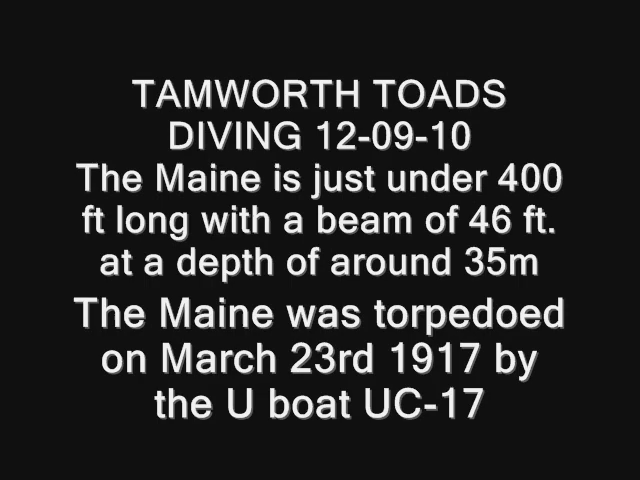 TAMWORTH TOADS
DIVING 12-09-10
The Maine is just under 400
ft long with a beam of 46 ft.
at a depth of around 35m
The Maine was torpedoed
on March 23rd 1917 by
the U boat UC-17